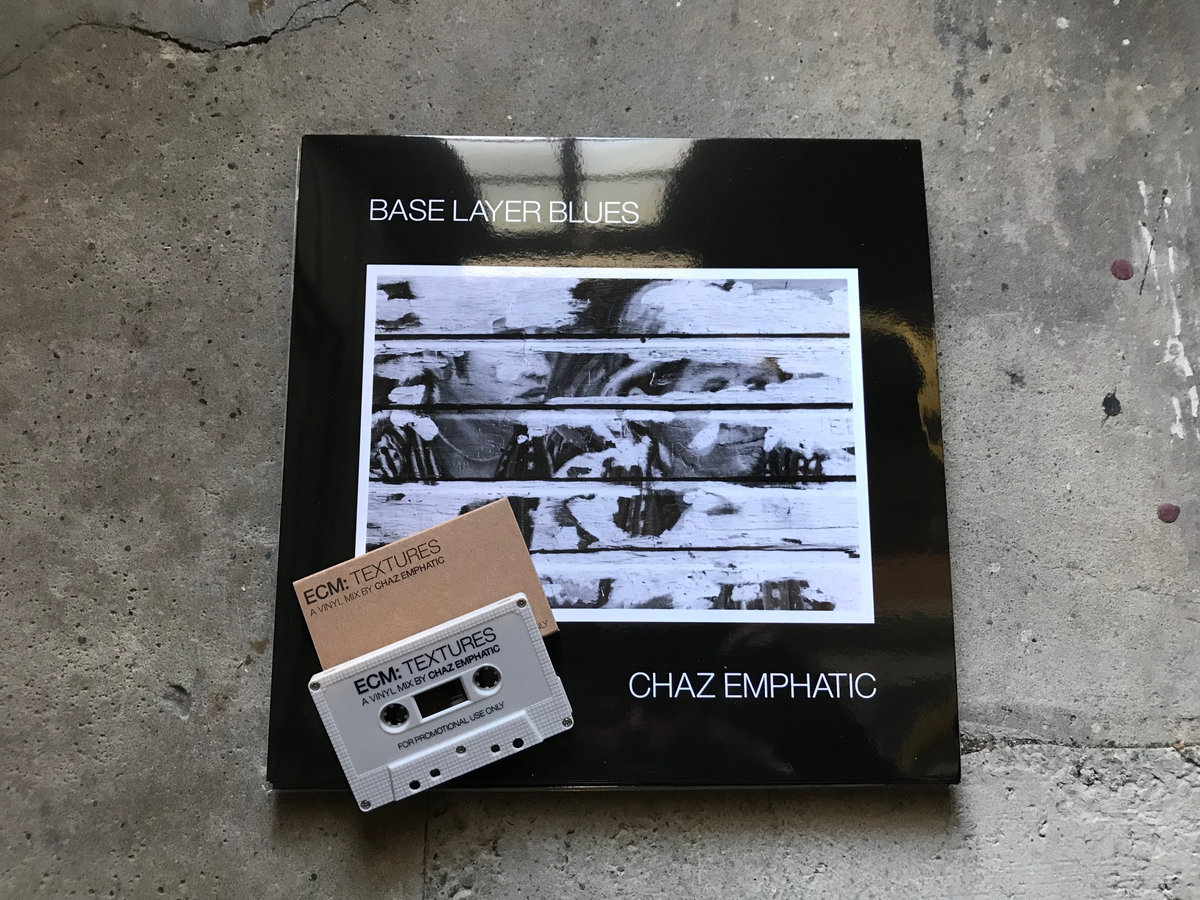 BASE LAYER BLUES
ECM: TEXTURES
A VINYL MIX BY CHAZ EMPHATIC
LY
ECM: TEXTURES
A VINYL MIX BY CHAZ EMPHATIC
FOR PROMOTIONAL USE ONLY
CHAZ EMPHATIC